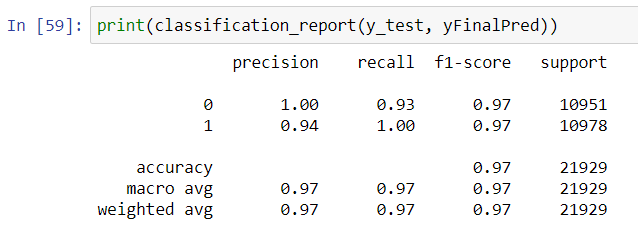 In [59]: print(classification_report(y_test, yFinalPred))
precision recall f1-score support
0 1.00 0.93 0.97 10951
1 0.94 1.00 0.97 10978
accuracy 0.97 21929
macro avg 0.97 0.97 0.97 21929
weighted avg 0.97 0.97 0.97 21929